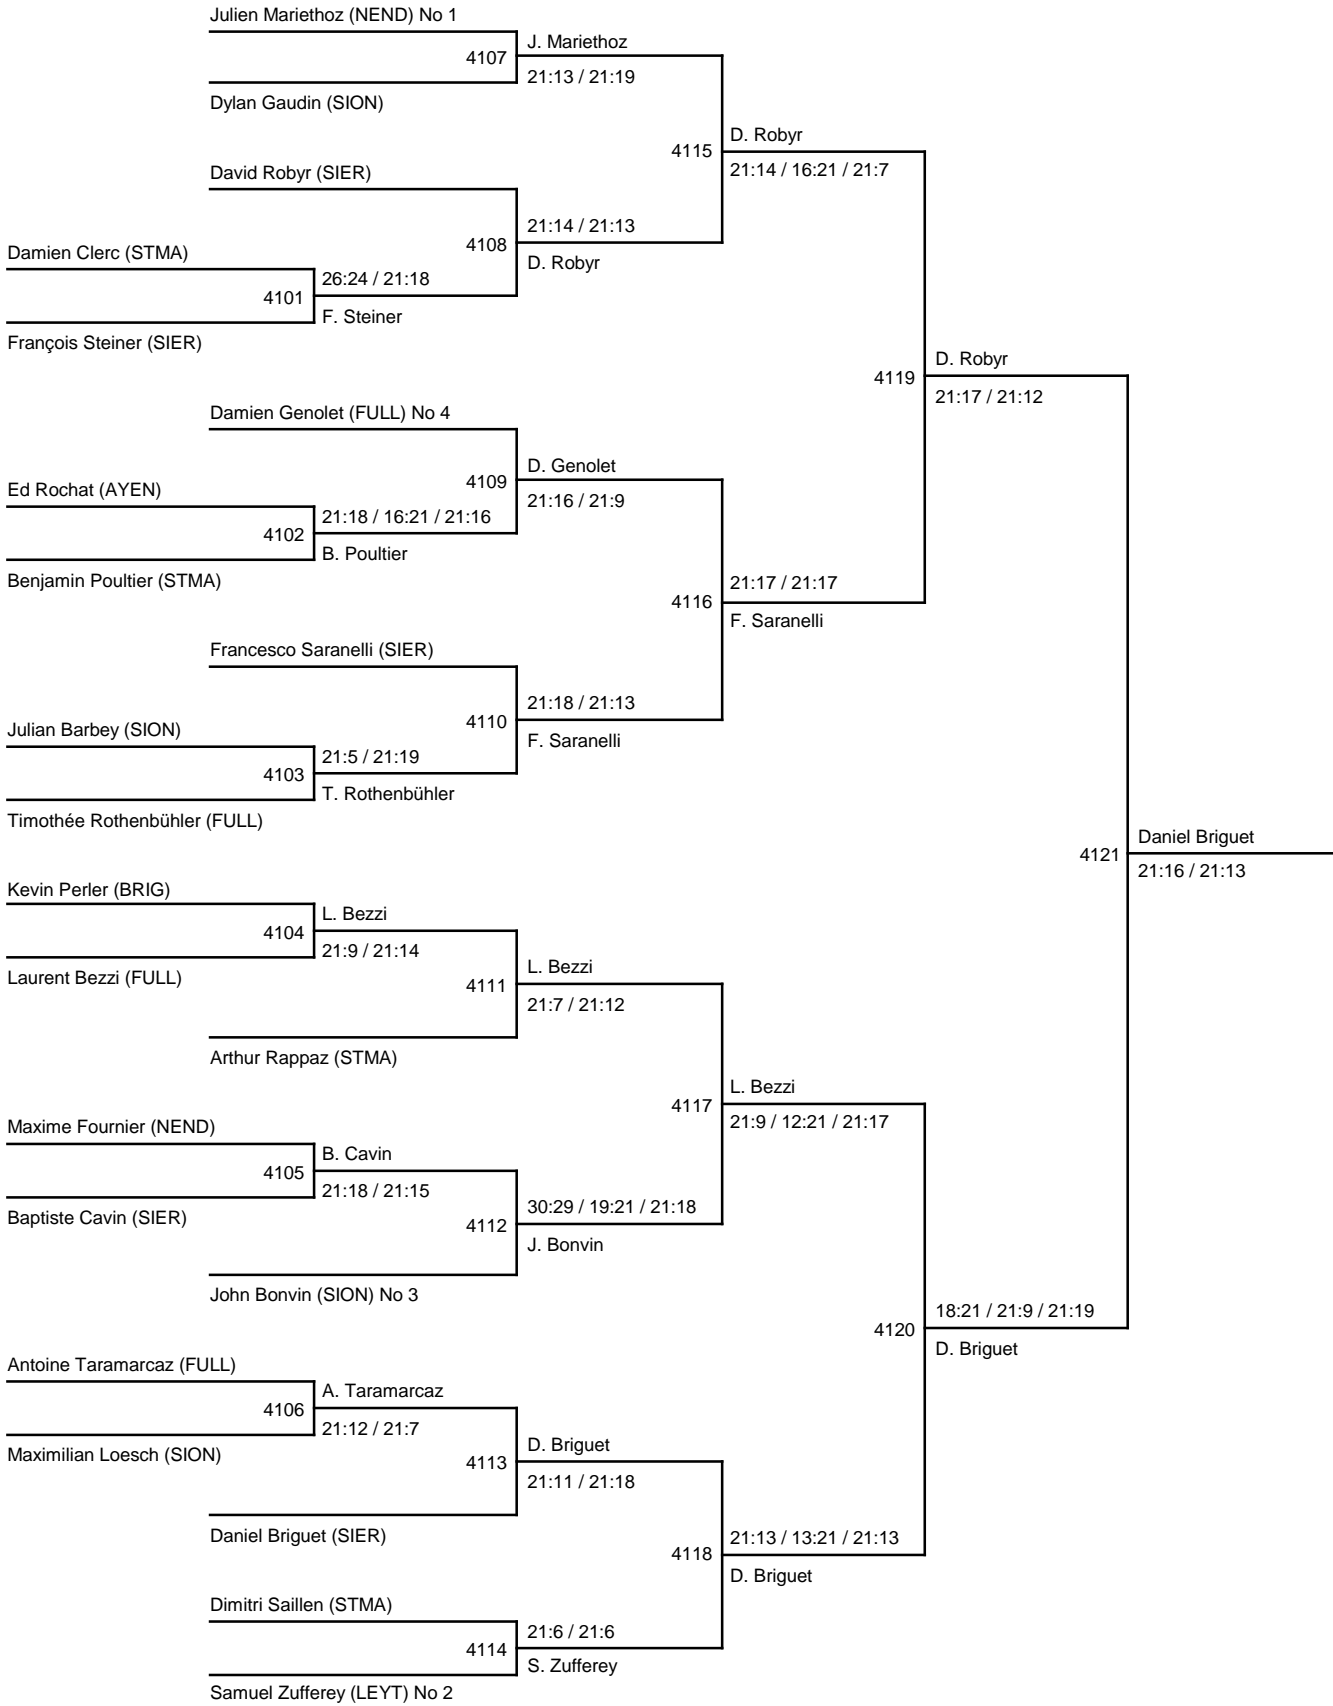 Julien Mariethoz (NEND) No 1
J. Mariethoz
4107
21:13 / 21:19
Dylan Gaudin (SION)
D. Robyr
4115
21:14 / 16:21 / 21:7
David Robyr (SIER)
21:14 / 21:13
4108
D. Robyr
Damien Clerc (STMA)
26:24 / 21:18
4101
F. Steiner
François Steiner (SIER)
D. Robyr
4119
21:17 / 21:12
Damien Genolet (FULL) No 4
D. Genolet
4109
21:16 / 21:9
Ed Rochat (AYEN)
21:18 / 16:21 / 21:16
4102
B. Poultier
Benjamin Poultier (STMA)
21:17 / 21:17
4116
F. Saranelli
Francesco Saranelli (SIER)
21:18 / 21:13
4110
F. Saranelli
Julian Barbey (SION)
21:5 / 21:19
4103
T. Rothenbühler
Timothée Rothenbühler (FULL)
Daniel Briguet
4121
21:16 / 21:13
Kevin Perler (BRIG)
L. Bezzi
4104
21:9 / 21:14
Laurent Bezzi (FULL)
L. Bezzi
4111
21:7 / 21:12
Arthur Rappaz (STMA)
L. Bezzi
4117
21:9 / 12:21 / 21:17
Maxime Fournier (NEND)
B. Cavin
4105
21:18 / 21:15
Baptiste Cavin (SIER)
30:29 / 19:21 / 21:18
4112
J. Bonvin
John Bonvin (SION) No 3
18:21 / 21:9 / 21:19
4120
D. Briguet
Antoine Taramarcaz (FULL)
A. Taramarcaz
4106
21:12 / 21:7
Maximilian Loesch (SION)
D. Briguet
4113
21:11 / 21:18
Daniel Briguet (SIER)
21:13 / 13:21 / 21:13
4118
D. Briguet
Dimitri Saillen (STMA)
21:6 / 21:6
4114
S. Zufferey
Samuel Zufferey (LEYT) No 2